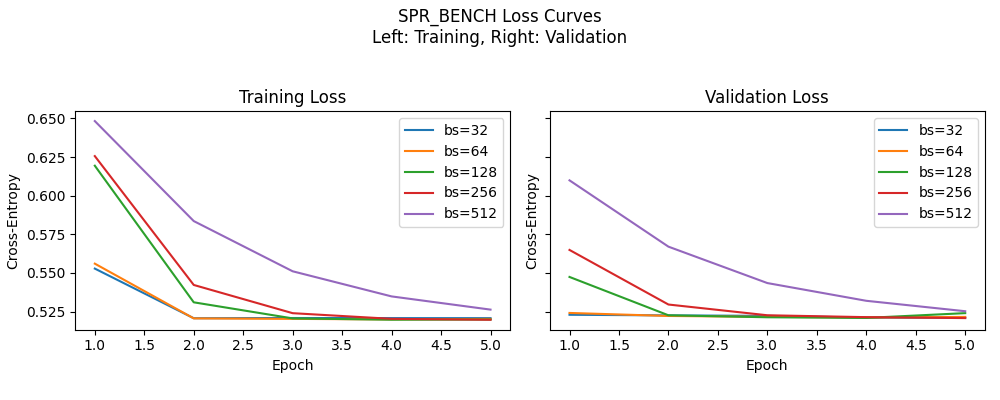 SPR_BENCH Loss Curves
Left: Training, Right: Validation
Training Loss
Cross-Entropy
0.650
0.625
0.600
0.575
0.550
0.525
bs=32
bs=64
bs=128
bs=256
bs=512
1.0 1.5 2.0 2.5 3.0 3.5 4.0 4.5 5.0
Epoch
Validation Loss
Cross-Entropy
bs=32
bs=64
bs=128
bs=256
bs=512
1.0 1.5 2.0 2.5 3.0 3.5 4.0 4.5 5.0
Epoch